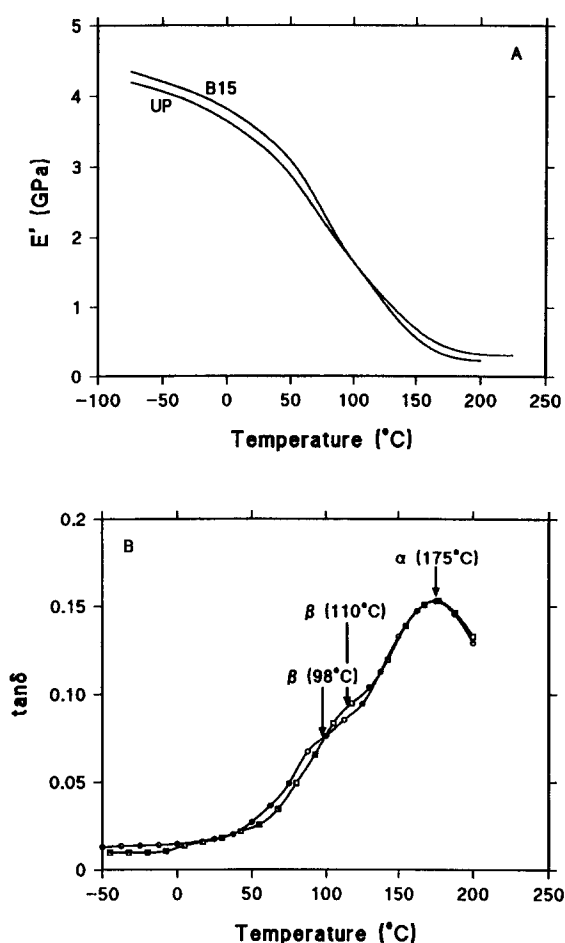 5
A
B15
4
UP
3
E' (GPa)
2
1
0
-100 -50 0 50 100 150 200 250
Temperature (°C)
0.2
B
α (175°C)
0.15
β (110°C)
β (98°C)
tanδ
0.10
0.05
0
-50 0 50 100 150 200 250
Temperature (°C)